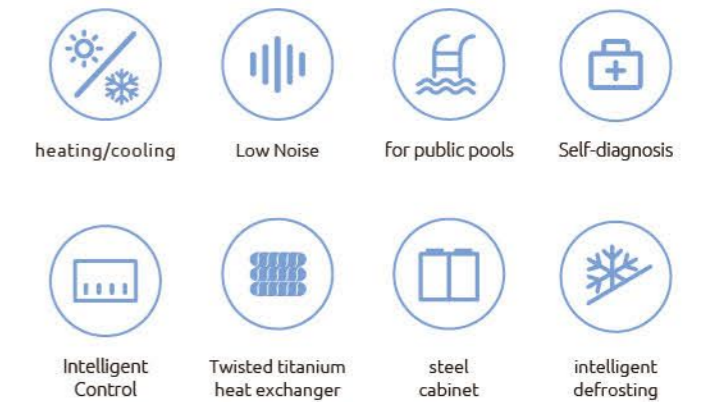 heating/cooling
Low Noise
for public pools
Self-diagnosis
Intelligent
Control
Twisted titanium
heat exchanger
steel
cabinet
intelligent
defrosting